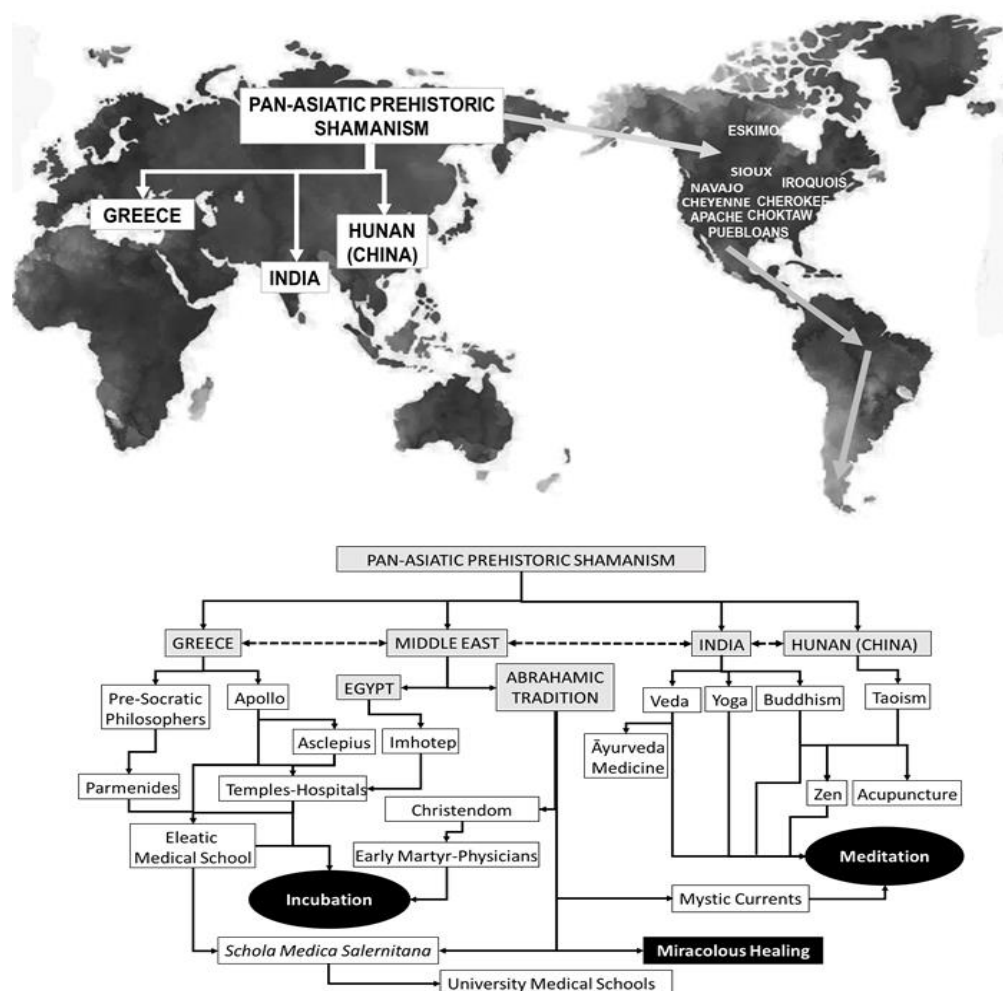 PAN-ASIATIC PREHISTORIC
SHAMANISM
GREECE
INDIA
HUNAN
(CHINA)
ESKIMO
SIOUX
IROQUOIS
NAVAJO
CHEYENNE
CHEROKEE
APACHE
CHOKTAW
PUEBLOANS
PAN-ASIATIC PREHISTORIC SHAMANISM
GREECE
MIDDLE EAST
INDIA
HUNAN (CHINA)
EGYPT
ABRAHAMIC
TRADITION
Pre-Socratic
Philosophers
Apollo
Veda
Yoga
Buddhism
Taoism
Asclepius
Imhotep
Āyurveda
Medicine
Parmenides
Temples-Hospitals
Zen
Acupuncture
Christendom
Eleatic
Medical School
Early Martyr-Physicians
Meditation
Incubation
Mystic Currents
Schola Medica Salernitana
Miracolous Healing
University Medical Schools